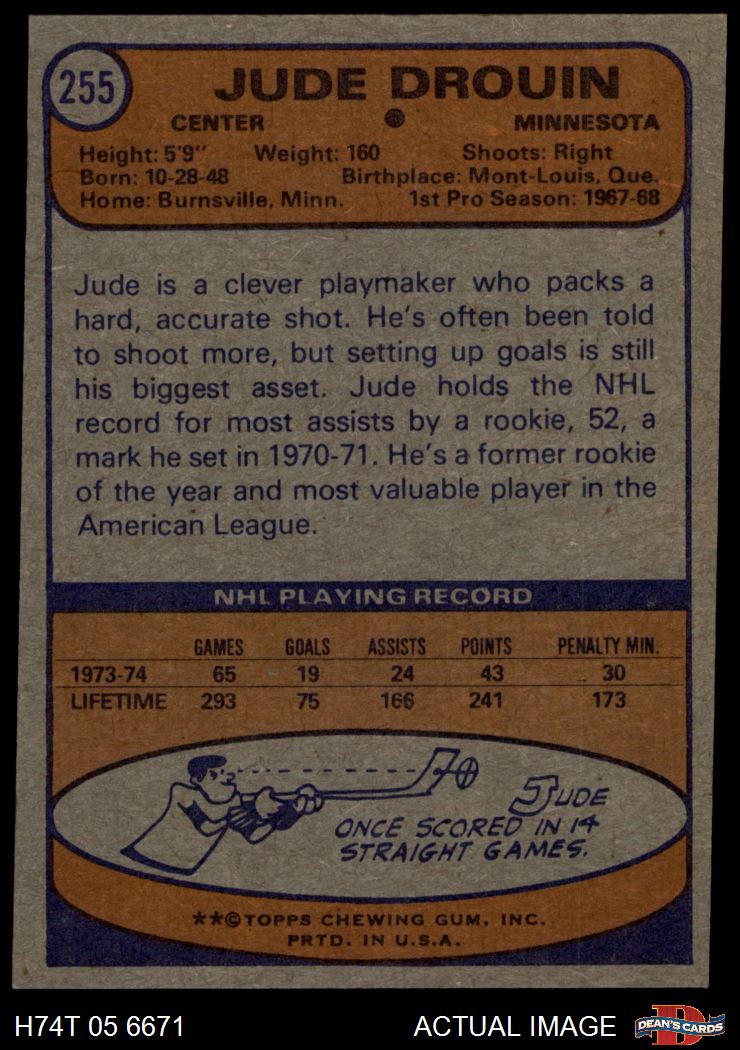 255
JUDE DROUIN
CENTER MINNESOTA
Height: 5'9" Weight: 160 Shoots: Right
Born: 10-28-48 Birthplace: Mont-Louis, Que.
Home: Burnsville, Minn. 1st Pro Season: 1967-68
Jude is a clever playmaker who packs a
hard, accurate shot. He's often been told
to shoot more, but setting up goals is still
his biggest asset. Jude holds the NHL
record for most assists by a rookie, 52, a
mark he set in 1970-71. He's a former rookie
of the year and most valuable player in the
American League.
NHL PLAYING RECORD
GAMES GOALS ASSISTS POINTS PENALTY MIN.
1973-74 65 19 24 43 30
LIFETIME 293 75 166 241 173
JUDE
ONCE SCORED IN 14
STRAIGHT GAMES.
**©TOPPS CHEWING GUM, INC.
PRTD. IN U.S.A.
H74T 05 6671 ACTUAL IMAGE
D
DEAN'S CARDS